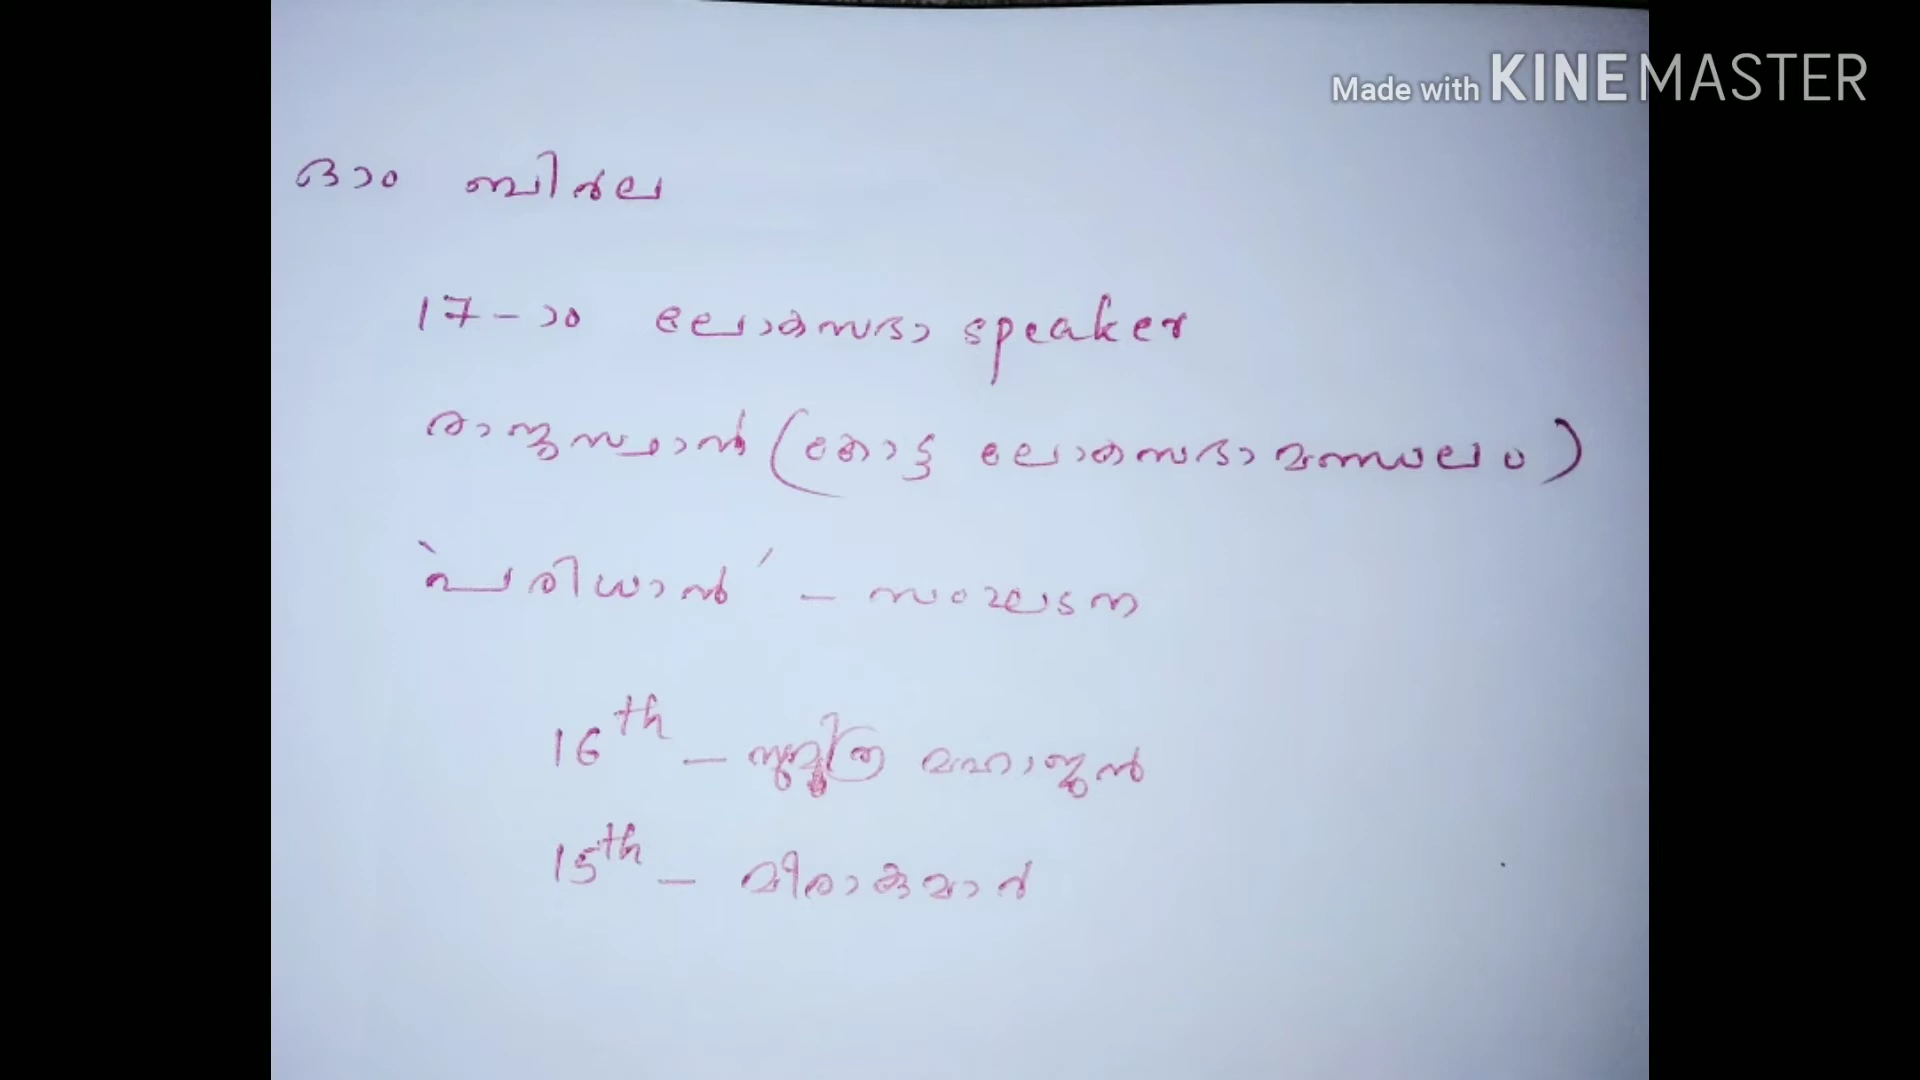 Made with KINEMASTER
ഓം ബിർല
17-ാം ലോകസഭാ speaker
രാജസ്ഥാൻ (കോട്ട ലോകസഭാ മണ്ഡലം)
'പരിധാൻ' - സംഘടന
16th - സുമിത്ര മഹാജൻ
15th - മീരാകുമാർ